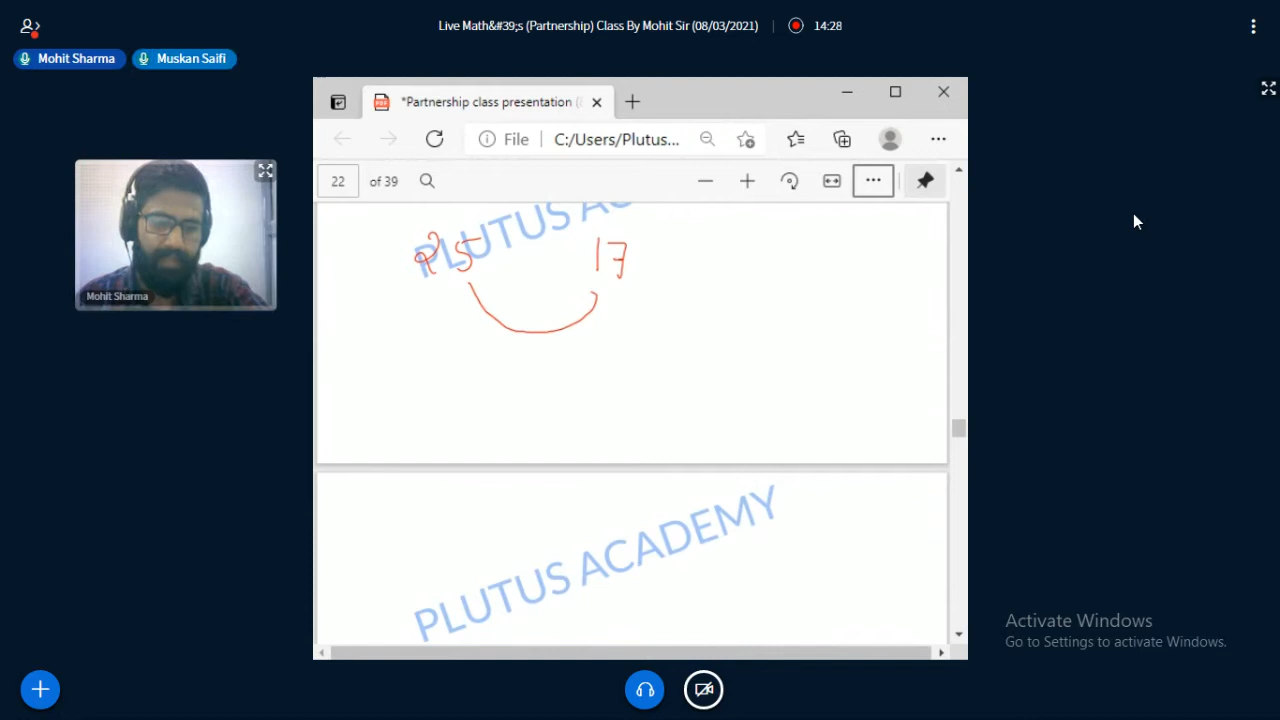 Live Math&#39;s (Partnership) Class By Mohit Sir (08/03/2021)
14:28
Mohit Sharma
Muskan Saifi
*Partnership class presentation (
File
C:/Users/Plutus...
22
of 39
PLUTUS ACADEMY
25 17
Mohit Sharma
PLUTUS ACADEMY
Activate Windows
Go to Settings to activate Windows.